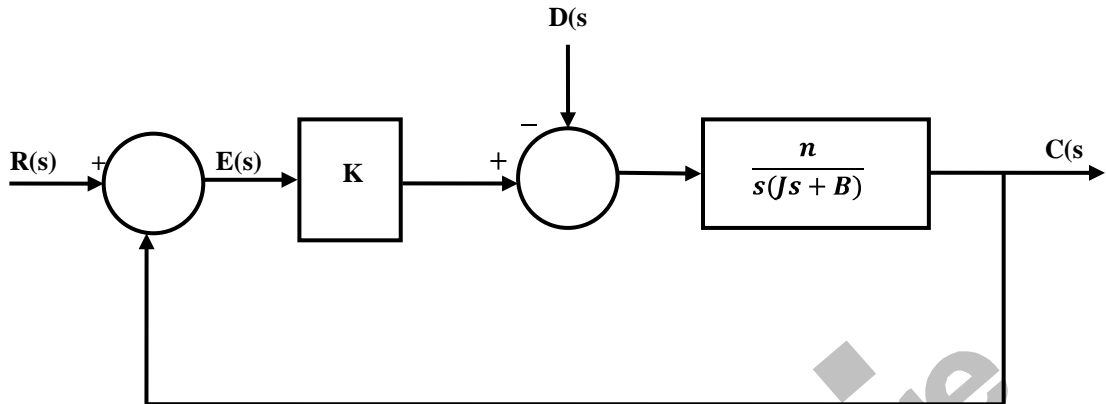 D(s
−
R(s) + E(s) K + n C(s
s(Js + B)